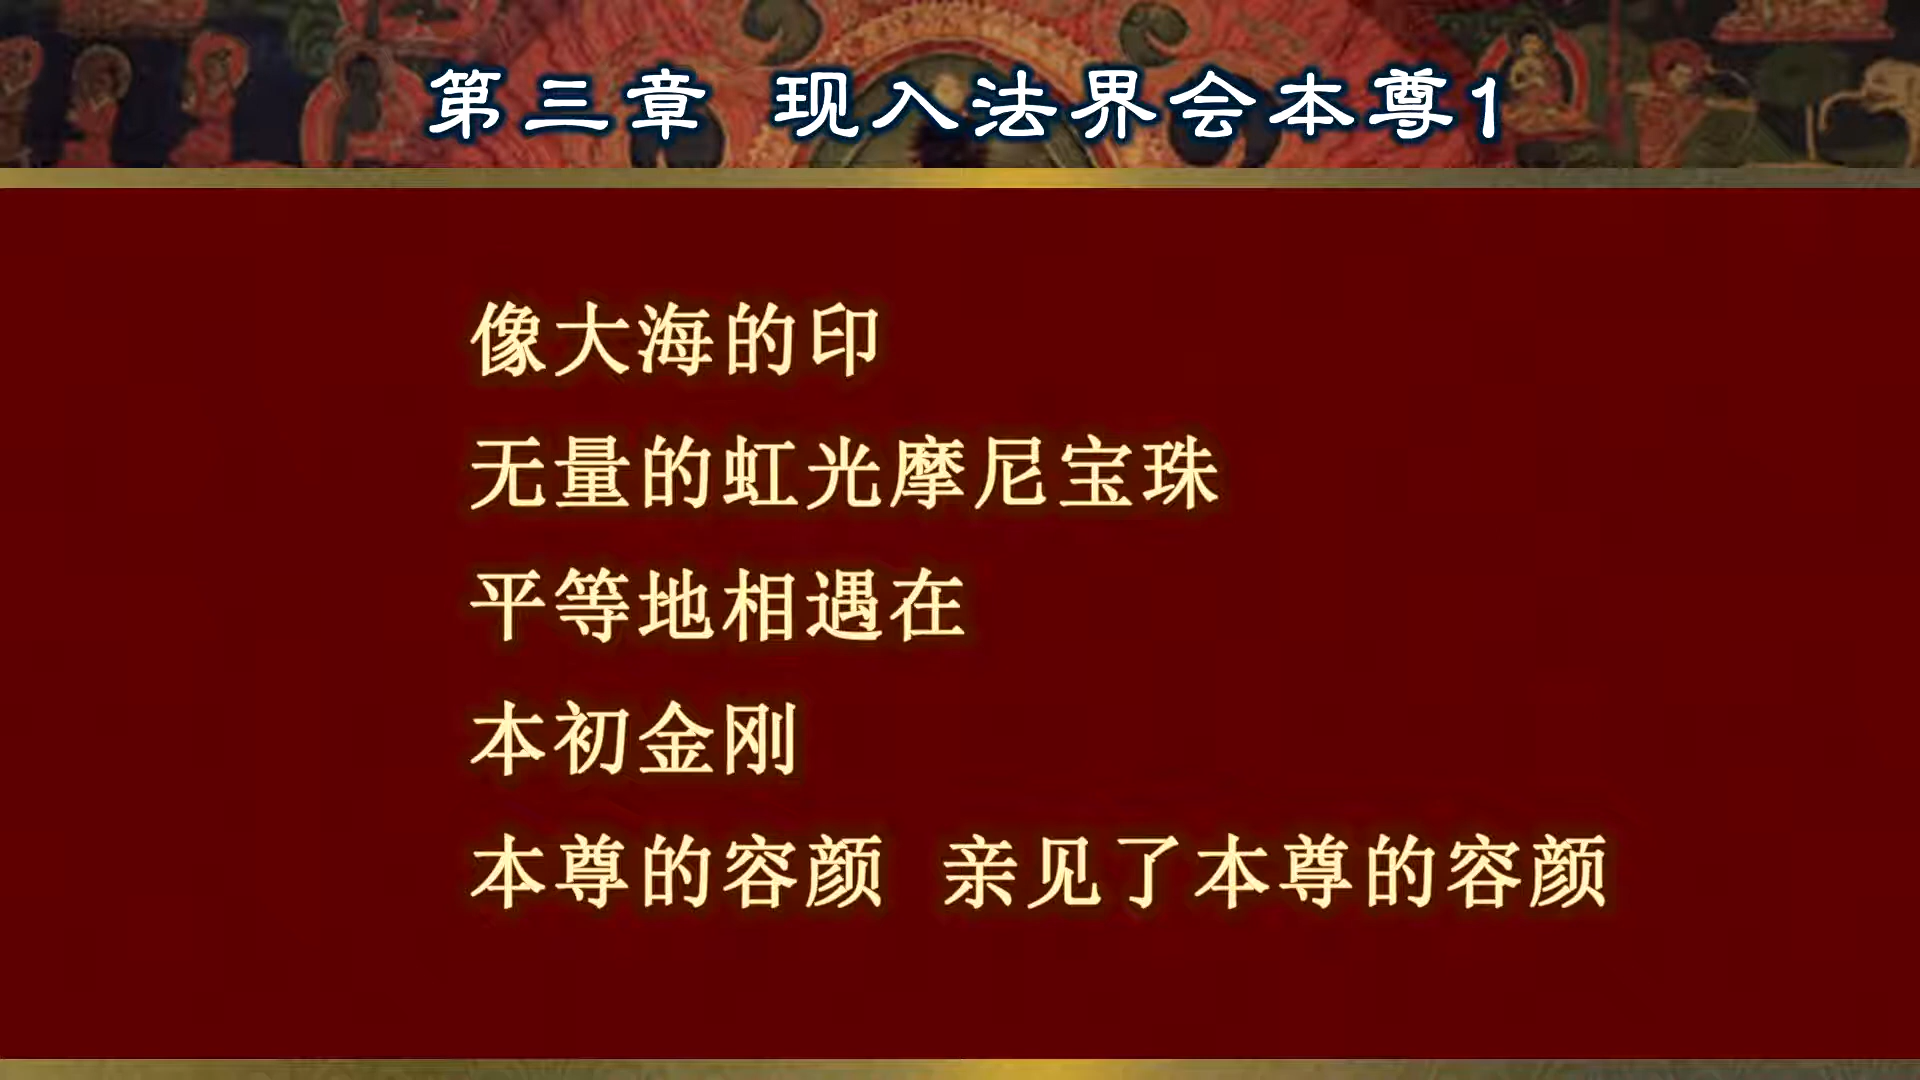 第三章 现入法界会本尊1
像大海的印
无量的虹光摩尼宝珠
平等地相遇在
本初金刚
本尊的容颜 亲见了本尊的容颜